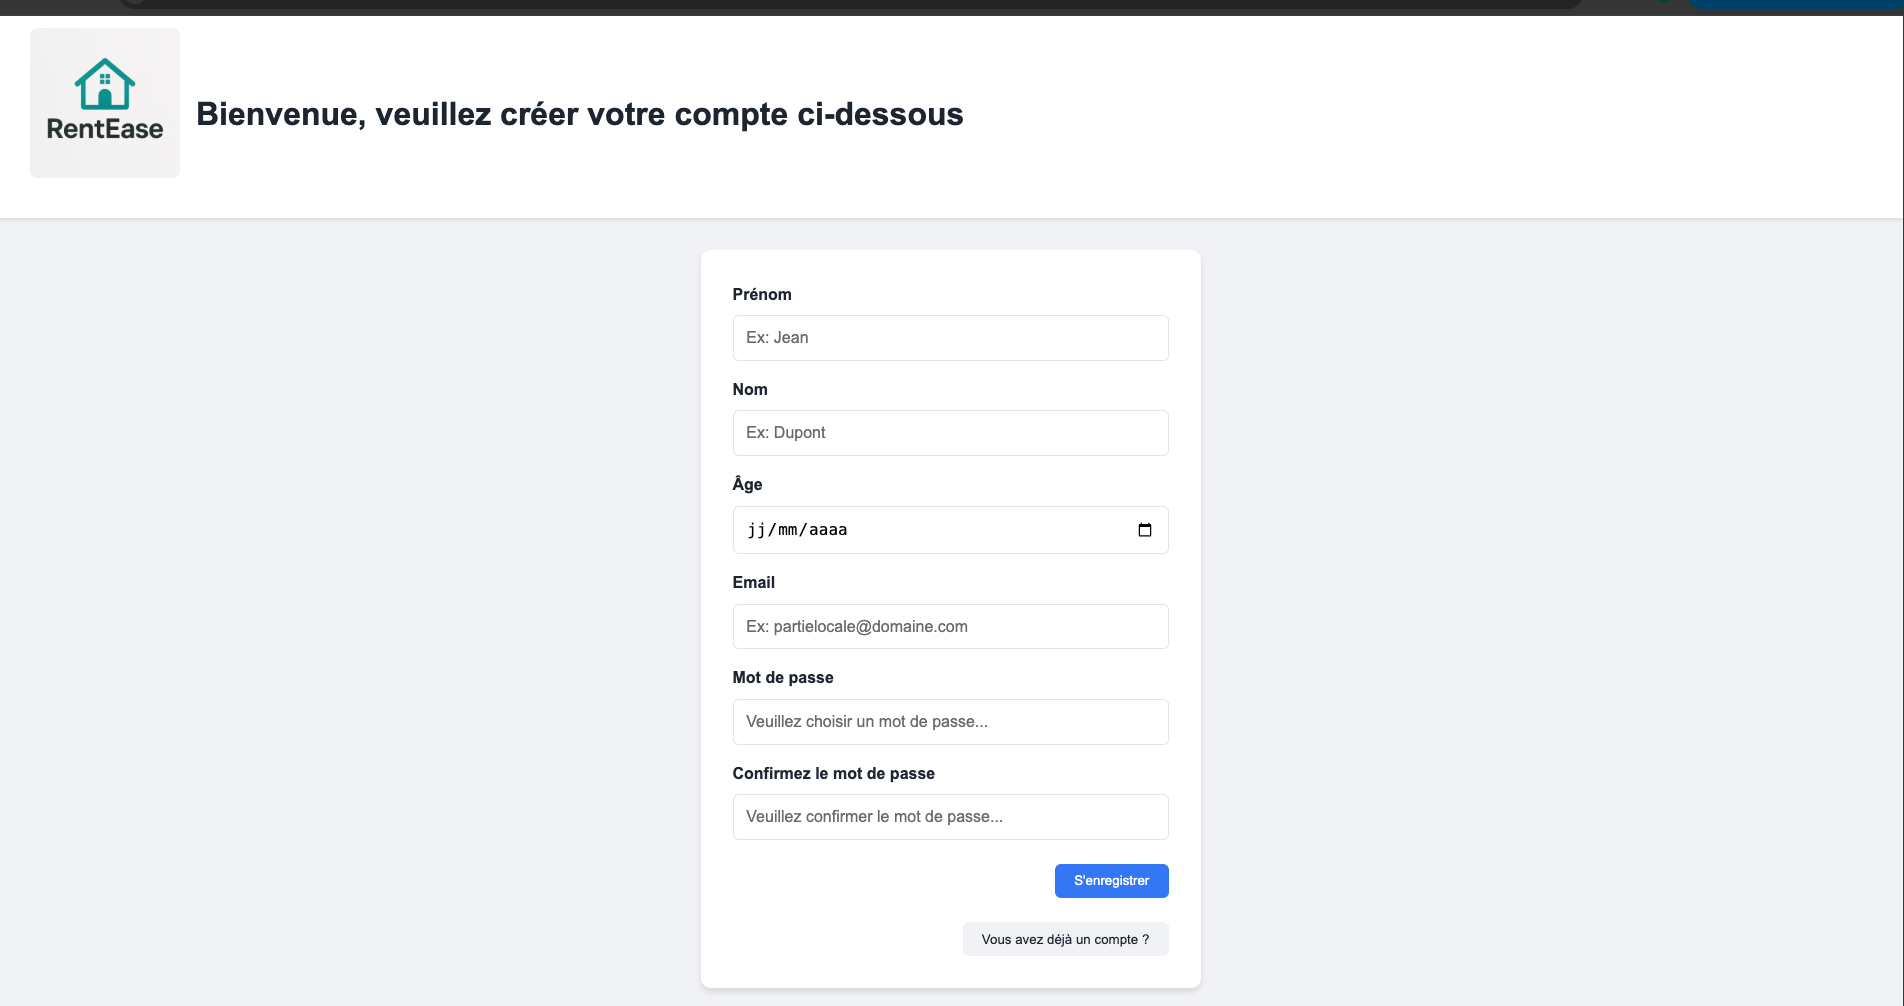 RentEase
Bienvenue, veuillez créer votre compte ci-dessous
Prénom
Ex: Jean
Nom
Ex: Dupont
Âge
jj/mm/aaaa
Email
Ex: partielocale@domaine.com
Mot de passe
Veuillez choisir un mot de passe...
Confirmez le mot de passe
Veuillez confirmer le mot de passe...
S'enregistrer
Vous avez déjà un compte ?